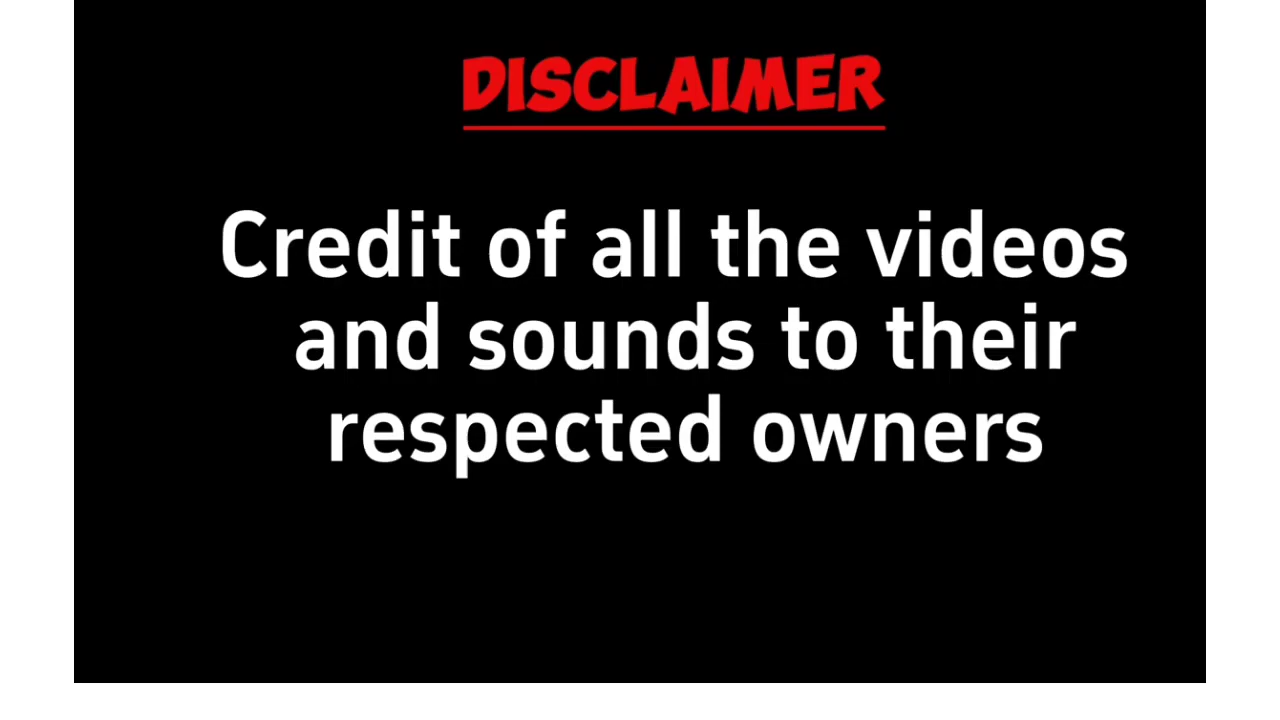 DISCLAIMER
Credit of all the videos
and sounds to their
respected owners